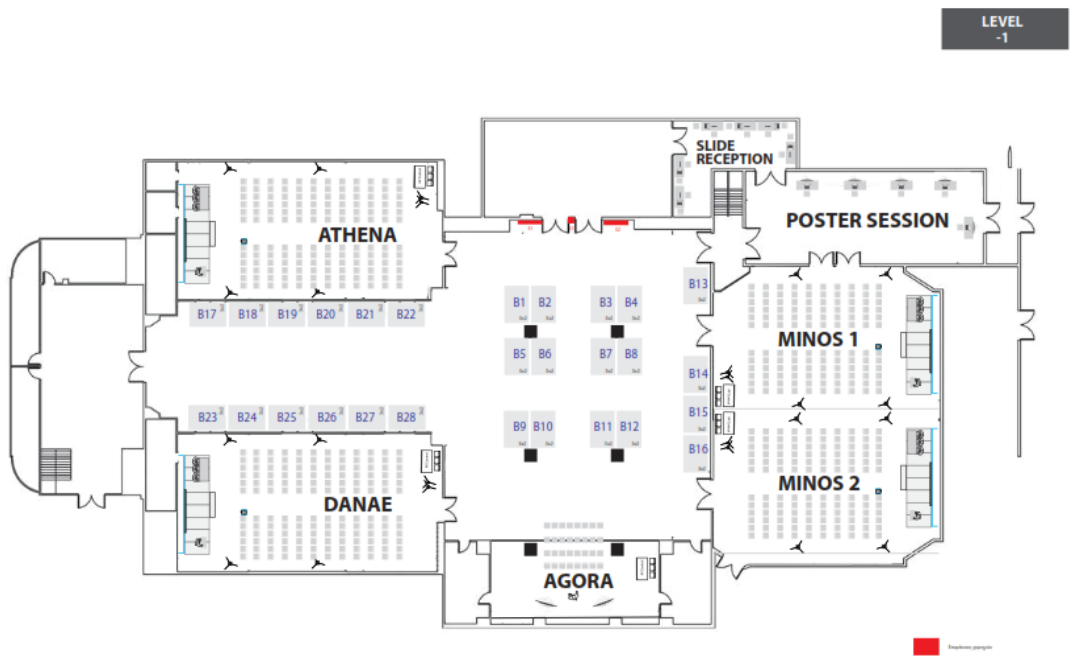 LEVEL
-1
SLIDE
RECEPTION
POSTER SESSION
ATHENA
B17 B18 B19 B20 B21 B22
B13
B1 B2 B3 B4
B5 B6 B7 B8
MINOS 1
B14
B15
B16
B23 B24 B25 B26 B27 B28
B9 B10 B11 B12
DANAE
MINOS 2
AGORA